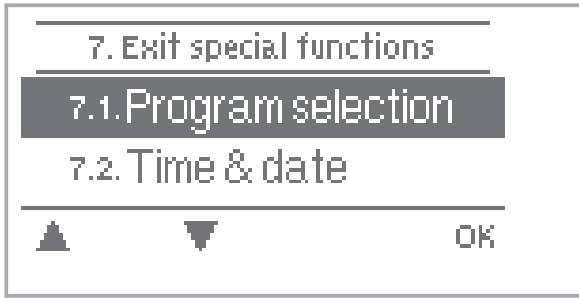 7. Exit special functions
7.1. Program selection
7.2. Time & date
OK